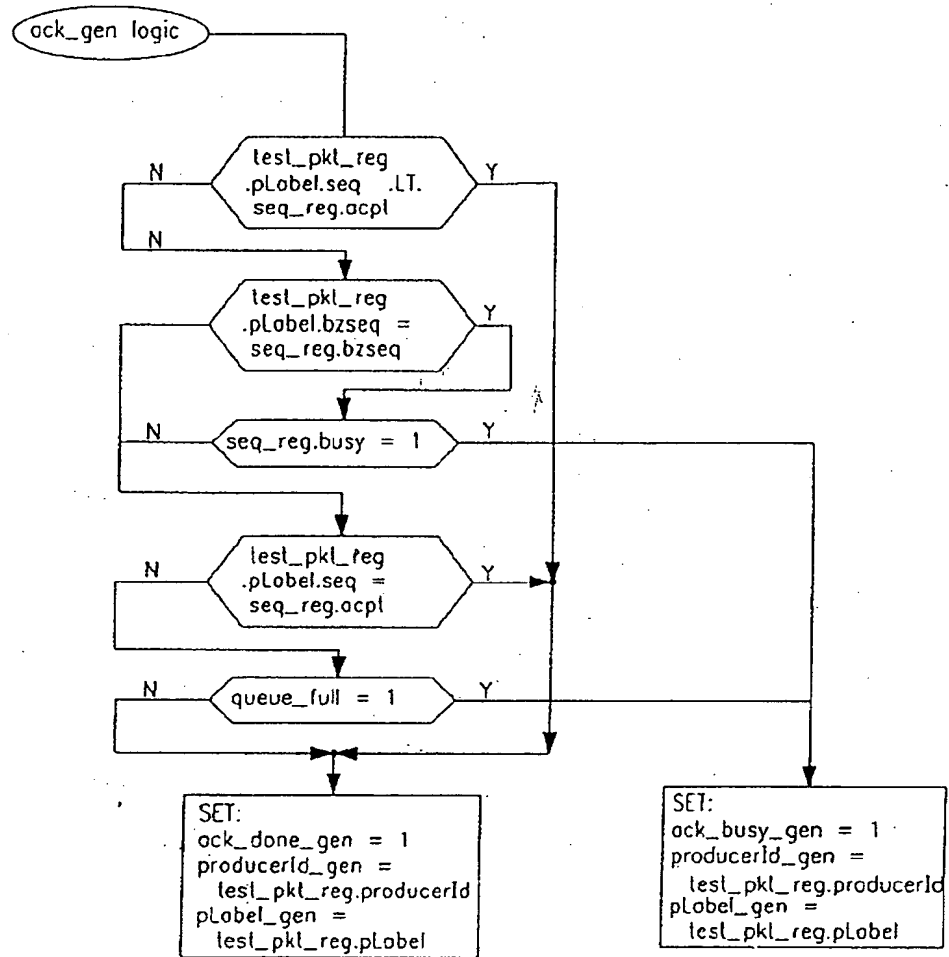 ack_gen logic
test_pkt_reg
N
.pLabel.seq .LT.
Y
seq_reg.acpt
N
test_pkt_reg
.pLabel.bzseq =
Y
seq_reg.bzseq
N
seq_reg.busy = 1
Y
test_pkt_reg
N
.pLabel.seq =
Y
seq_reg.acpt
N
queue_full = 1
Y
SET:
ack_done_gen = 1
producerId_gen =
test_pkt_reg.producerId
pLabel_gen =
test_pkt_reg.pLabel
SET:
ack_busy_gen = 1
producerId_gen =
test_pkt_reg.producerId
pLabel_gen =
test_pkt_reg.pLabel